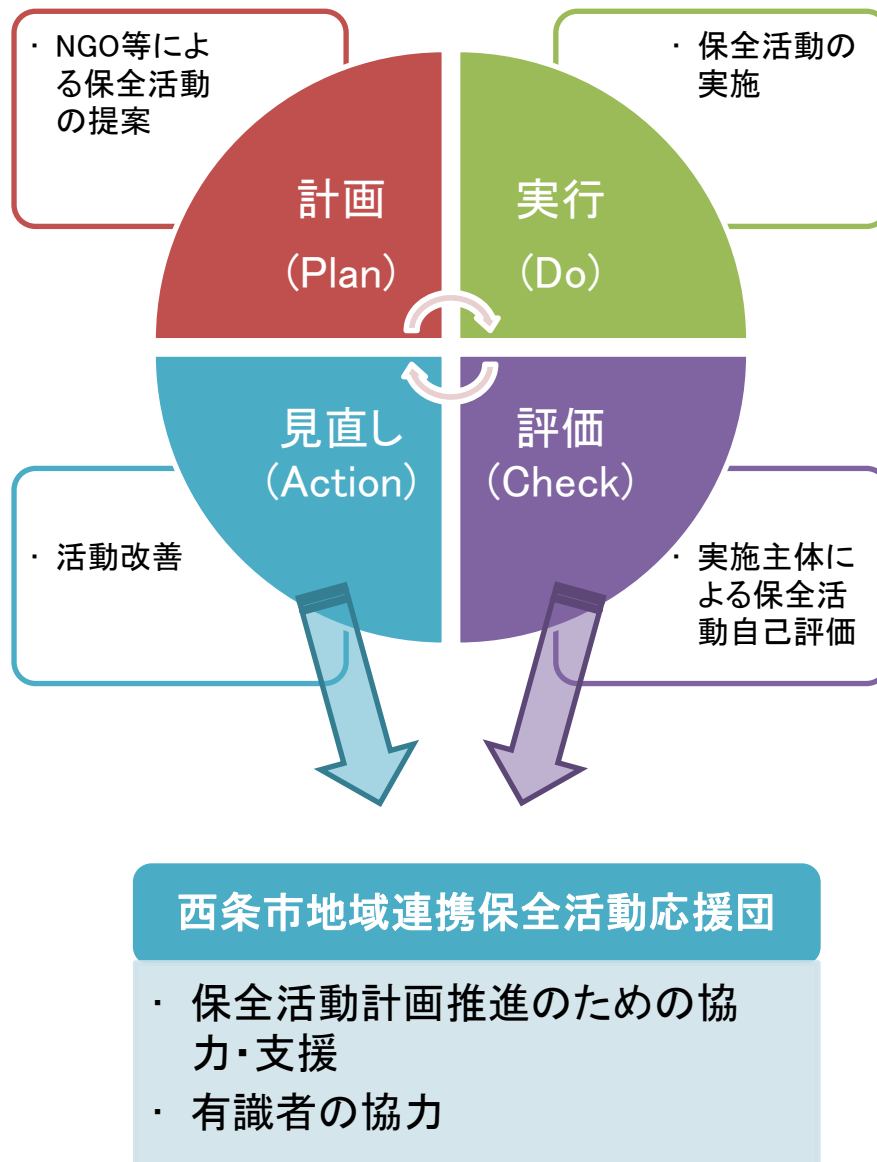 ・ NGO等によ
る保全活動
の提案
・ 保全活動の
実施
計画
(Plan)
実行
(Do)
見直し
(Action)
評価
(Check)
・ 活動改善
・ 実施主体に
よる保全活
動自己評価
西条市地域連携保全活動応援団
・ 保全活動計画推進のための協
力・支援
・ 有識者の協力